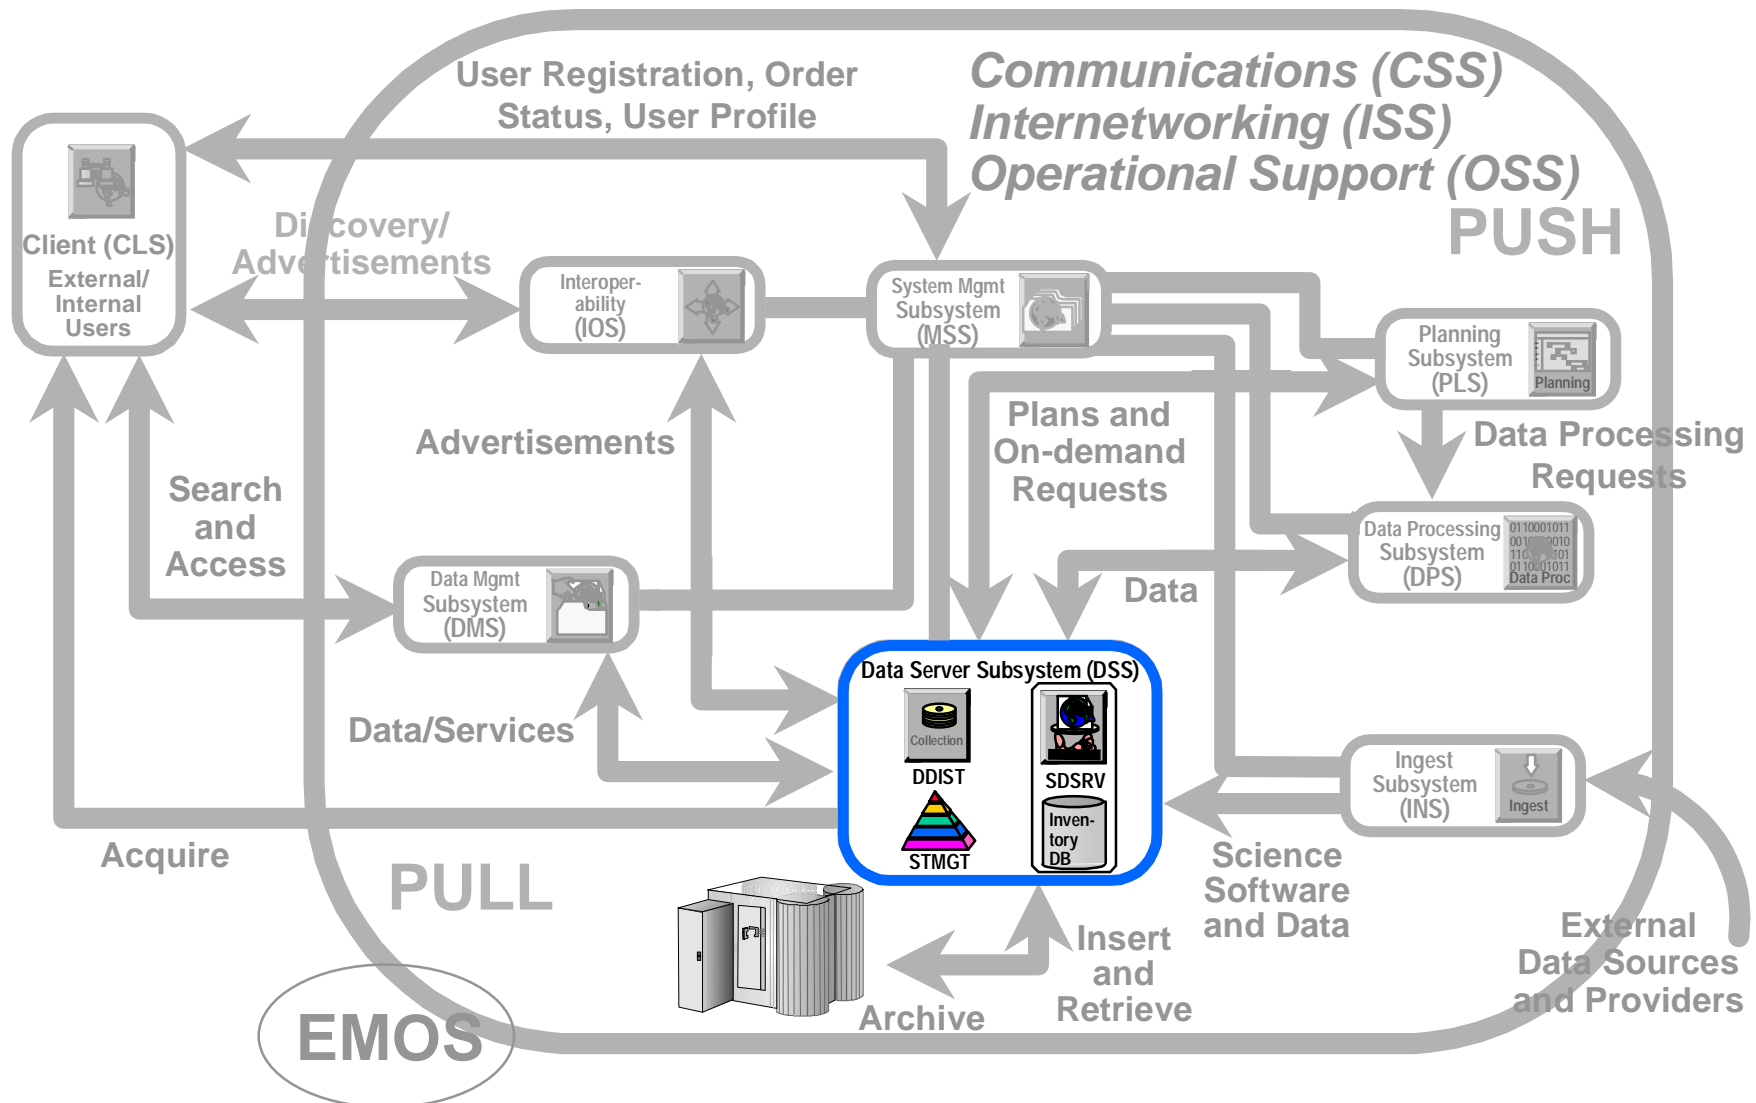 User Registration, Order
Status, User Profile
Communications (CSS)
Internetworking (ISS)
Operational Support (OSS)
PUSH
Client (CLS)
External/
Internal
Users
Discovery/
Advertisements
Interoper-
ability
(IOS)
System Mgmt
Subsystem
(MSS)
Planning
Subsystem
(PLS)
Planning
Advertisements
Plans and
On-demand
Requests
Data Processing
Requests
Search
and
Access
Data Mgmt
Subsystem
(DMS)
Data Processing
Subsystem
(DPS)
0110001011
0110001011
Data Proc
Data
Data Server Subsystem (DSS)
Collection
DDIST
SDSRV
STMGT
Inven-
tory
DB
Data/Services
Ingest
Subsystem
(INS)
Ingest
Acquire
PULL
Science
Software
and Data
Insert
and
Retrieve
Archive
External
Data Sources
and Providers
EMOS